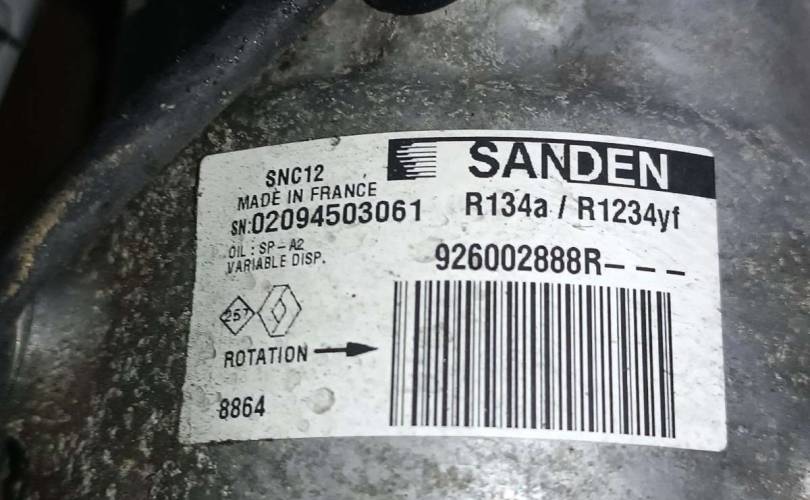 SANDEN
SNC12
MADE IN FRANCE
SN:02094503061
R134a / R1234yf
OIL : SP-A2
VARIABLE DISP.
926002888R---
257
ROTATION
8864